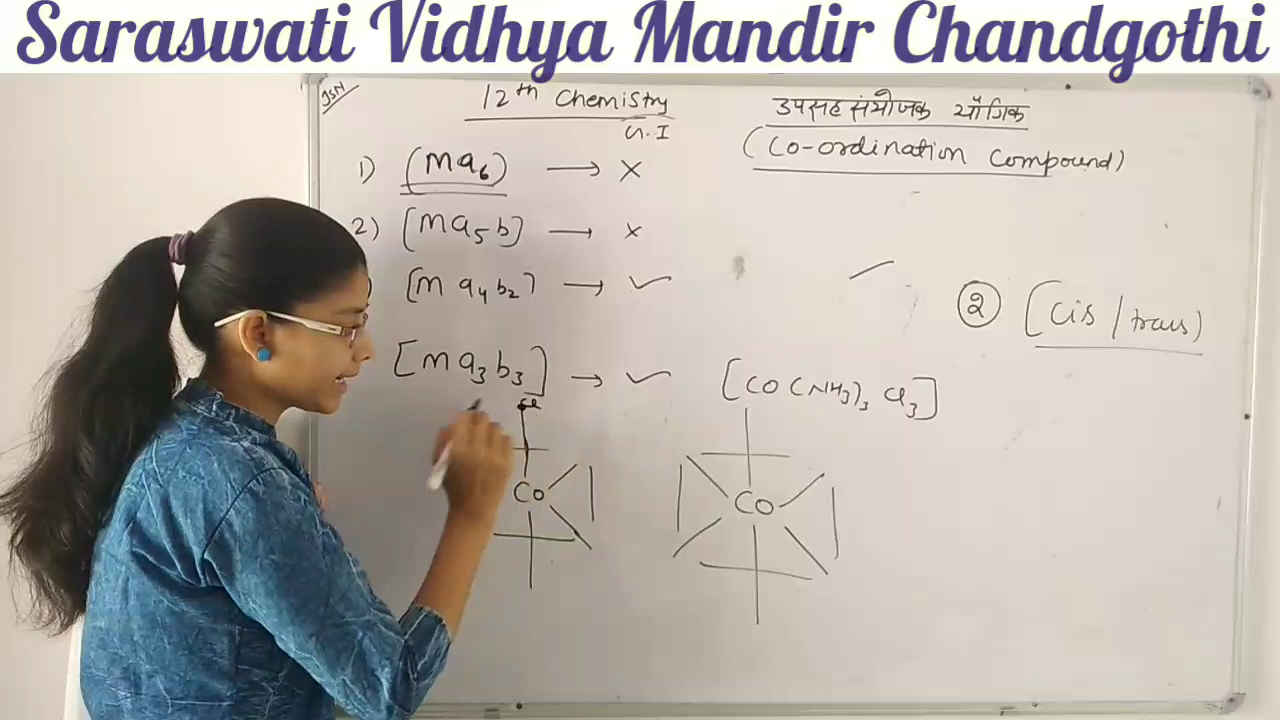 Saraswati Vidhya Mandir Chandgothi
JSN
12th Chemistry
उपसहसंयोजक यौगिक
G.I
(Co-ordination Compound)
1) (Ma6) → ×
2) [Ma5b] → ×
) [Ma4b2] → ✓
② [cis/trans)
[Ma3b3] → ✓ [CO(NH3)3 Cl3]
Co
Co